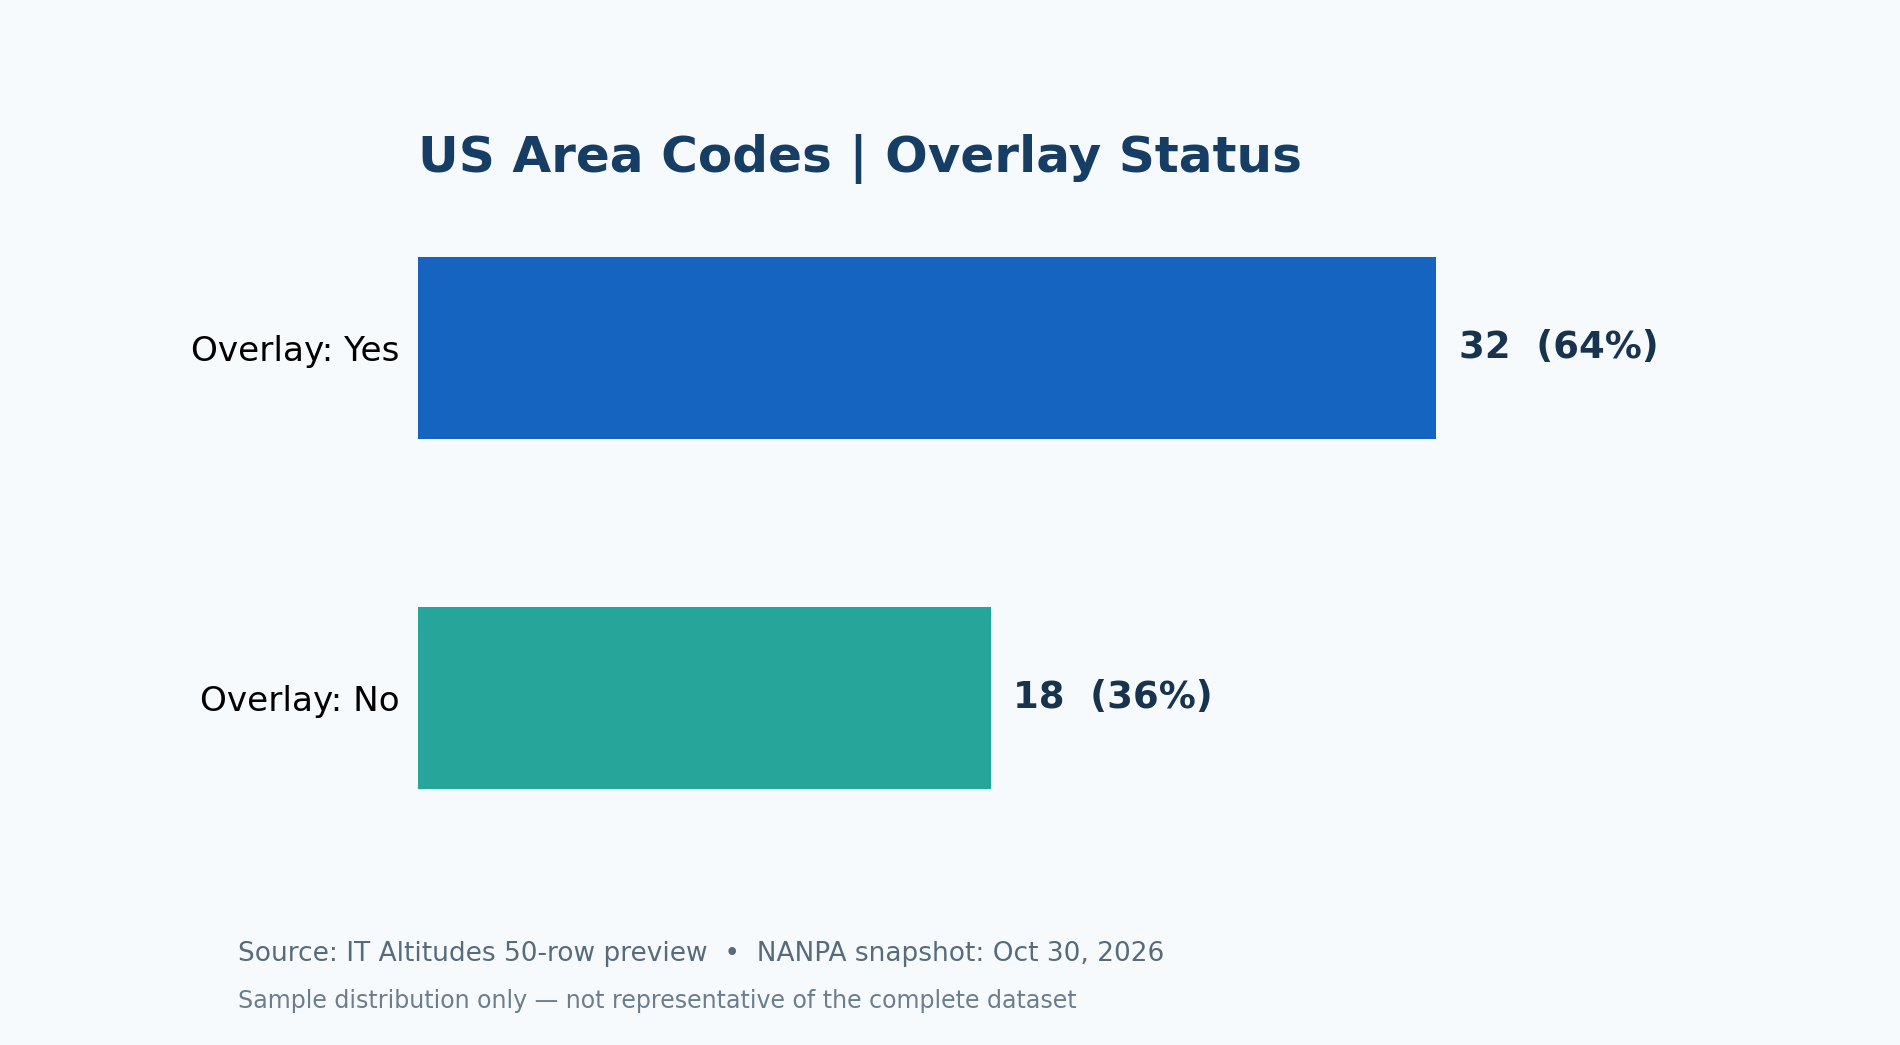 US Area Codes | Overlay Status
Overlay: Yes
32 (64%)
Overlay: No
18 (36%)
Source: IT Altitudes 50-row preview • NANPA snapshot: Oct 30, 2026
Sample distribution only — not representative of the complete dataset